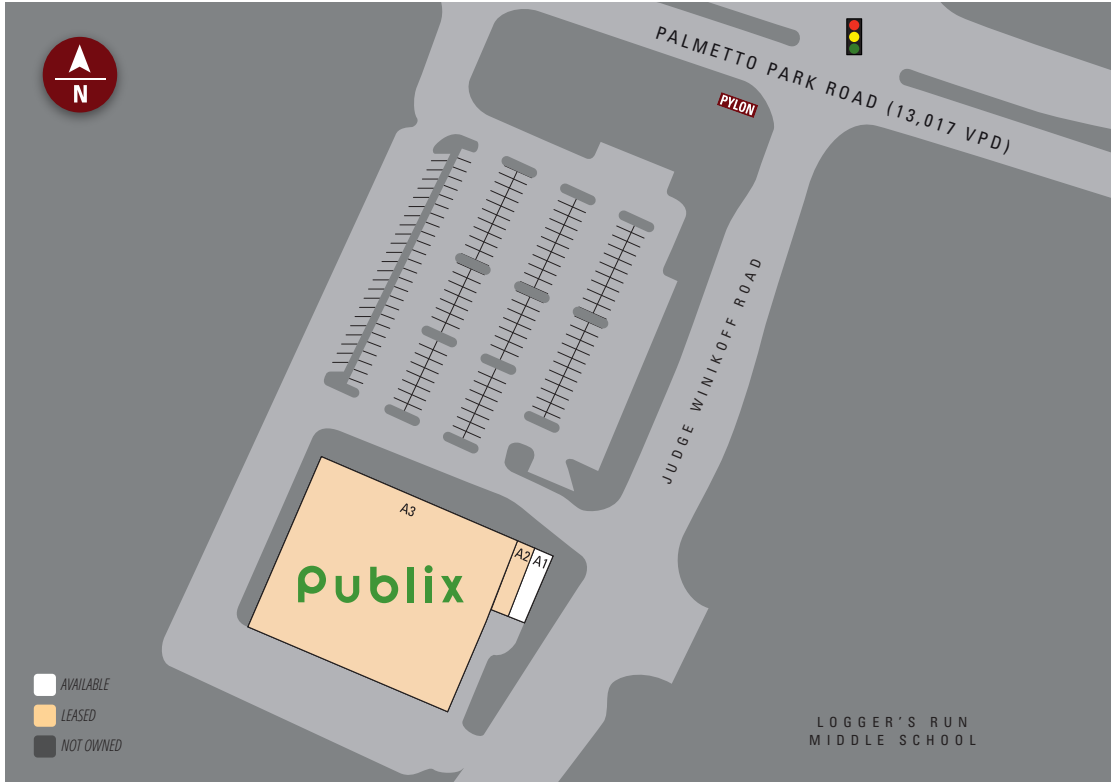 N
PALMETTO PARK ROAD (13,017 VPD)
PYLON
JUDGE WINIKOFF ROAD
A3
A2
A1
Publix
AVAILABLE
LEASED
NOT OWNED
LOGGER'S RUN
MIDDLE SCHOOL